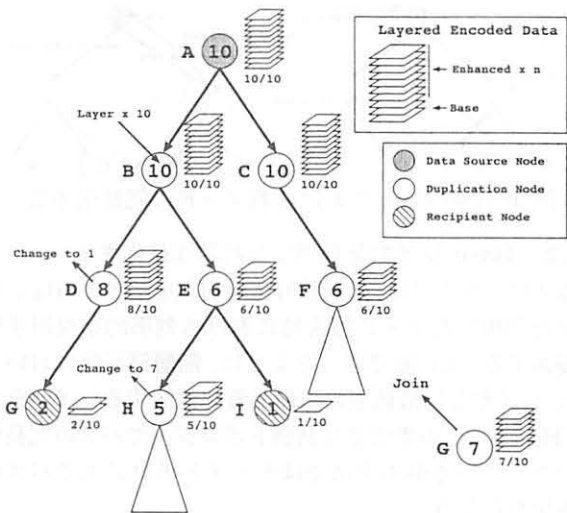 A 10
10/10
Layered Encoded Data
Enhanced x n
Base
Layer x 10
B 10
10/10
C 10
10/10
Data Source Node
Duplication Node
Recipient Node
Change to 1
D 8
8/10
E 6
6/10
F 6
6/10
Change to 7
G 2
2/10
H 5
5/10
I 1
1/10
Join
G 7
7/10